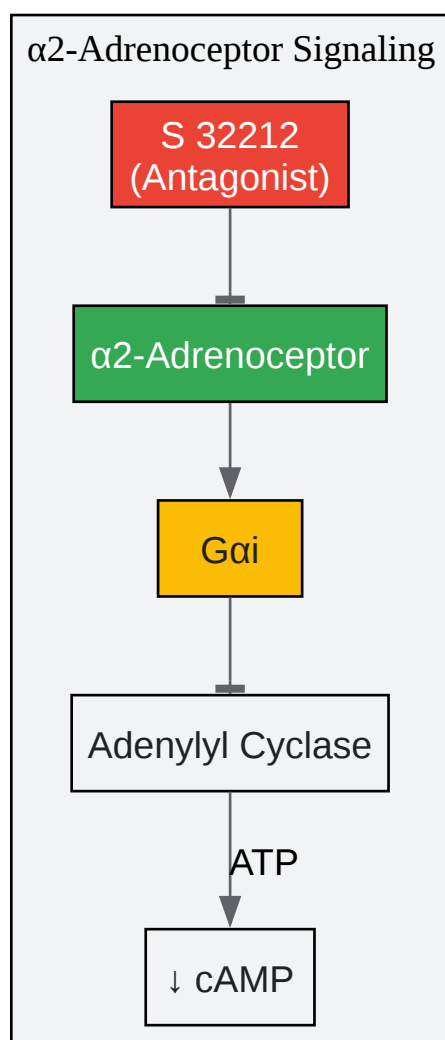 α2-Adrenoceptor Signaling
S 32212
(Antagonist)
α2-Adrenoceptor
Gαi
Adenylyl Cyclase
ATP
↓ cAMP